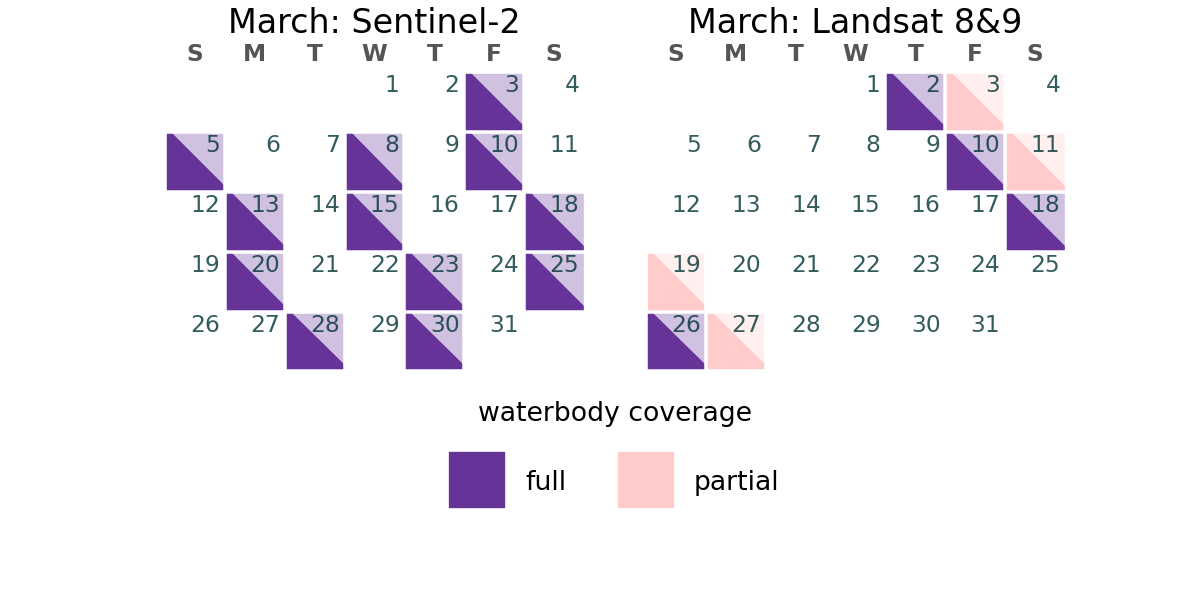 March: Sentinel-2
S M T W T F S
1 2 3 4
5 6 7 8 9 10 11
12 13 14 15 16 17 18
19 20 21 22 23 24 25
26 27 28 29 30 31
March: Landsat 8&9
S M T W T F S
1 2 3 4
5 6 7 8 9 10 11
12 13 14 15 16 17 18
19 20 21 22 23 24 25
26 27 28 29 30 31
waterbody coverage
full
partial